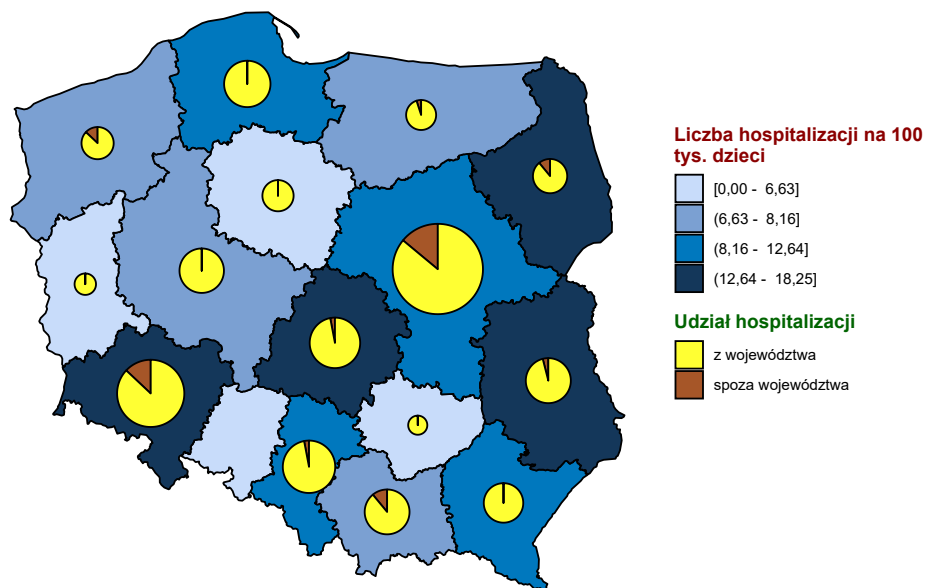 Liczba hospitalizacji na 100
tys. dzieci
[0,00 - 6,63]
(6,63 - 8,16]
(8,16 - 12,64]
(12,64 - 18,25]
Udział hospitalizacji
z województwa
spoza województwa